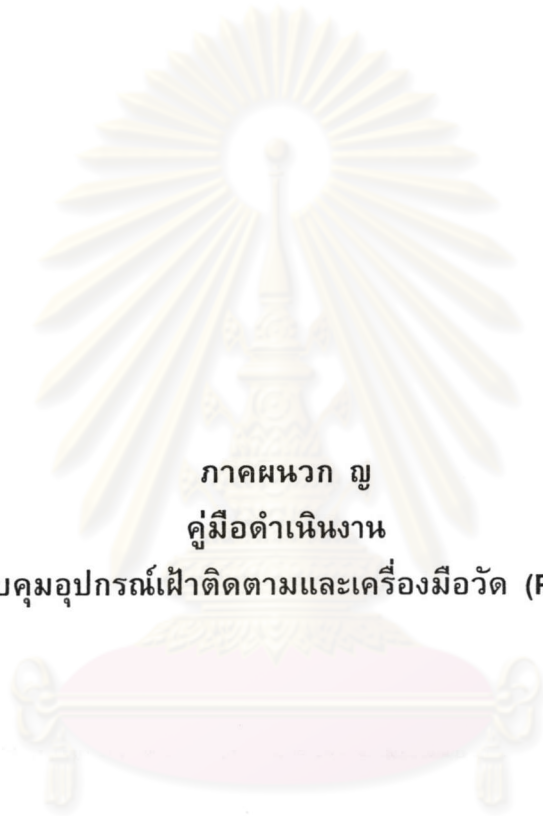 ภาคผนวก ญ
คู่มือดำเนินงาน
บคุมอุปกรณ์เฝ้าติดตามและเครื่องมือวัด (